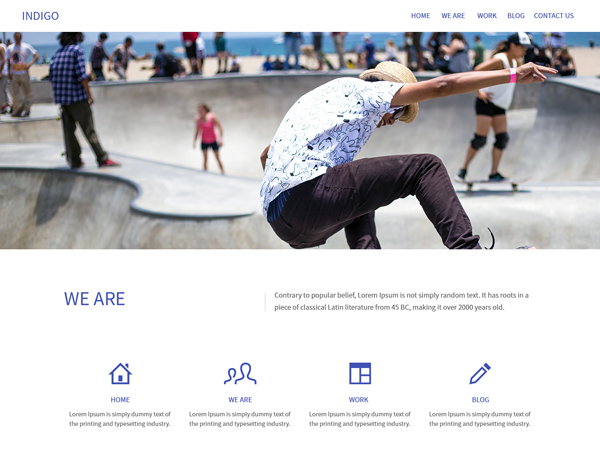 INDIGO
HOME WE ARE WORK BLOG CONTACT US
WE ARE
Contrary to popular belief, Lorem Ipsum is not simply random text. It has roots in a
piece of classical Latin literature from 45 BC, making it over 2000 years old.
HOME
Lorem Ipsum is simply dummy text of
the printing and typesetting industry.
WE ARE
Lorem Ipsum is simply dummy text of
the printing and typesetting industry.
WORK
Lorem Ipsum is simply dummy text of
the printing and typesetting industry.
BLOG
Lorem Ipsum is simply dummy text of
the printing and typesetting industry.